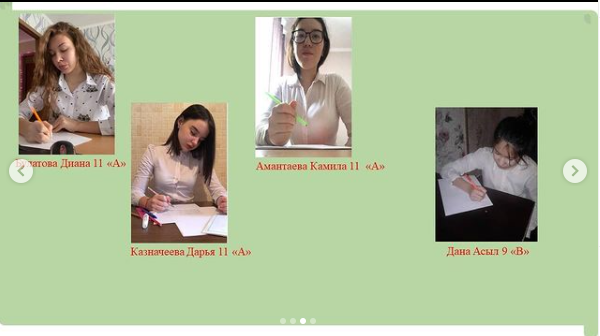 Диана 11 «А»
Амантаева Камила 11 «А»
Казначеева Дарья 11 «А»
Дана Асыл 9 «В»